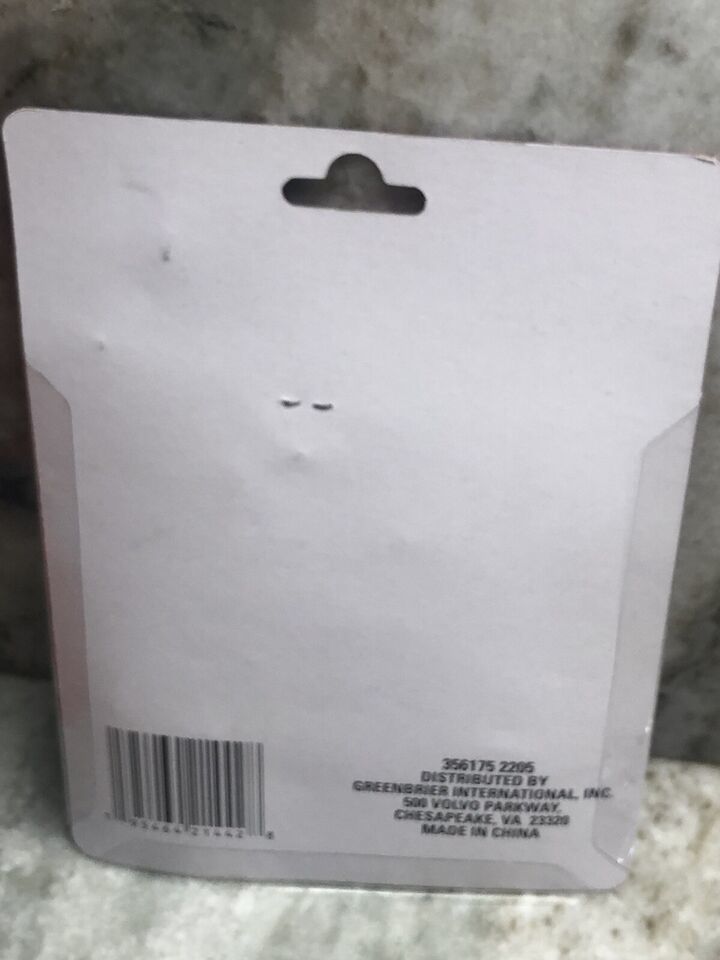 356175 2205
DISTRIBUTED BY
GREENBRIER INTERNATIONAL, INC.
500 VOLVO PARKWAY,
CHESAPEAKE, VA 23320
MADE IN CHINA